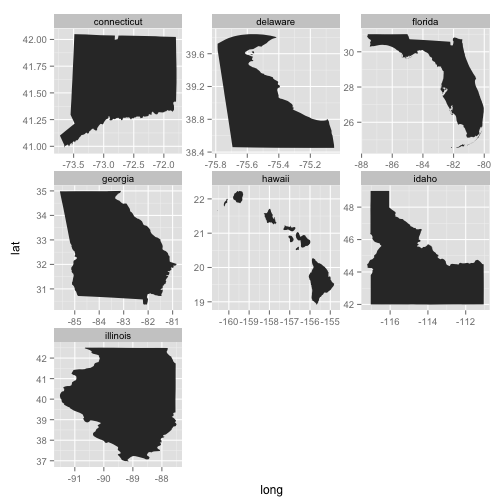 connecticut delaware florida
42.00
41.75
41.50
41.25
41.00
39.6
39.2
38.8
38.4
30
28
26
-73.5 -73.0 -72.5 -72.0
-75.8 -75.6 -75.4 -75.2
-88 -86 -84 -82 -80
georgia hawaii idaho
35
34
33
32
31
22
21
20
19
48
46
44
42
-85 -84 -83 -82 -81
-160 -159 -158 -157 -156 -155
-116 -114 -112
illinois
42
41
40
39
38
37
-91 -90 -89 -88
lat
long